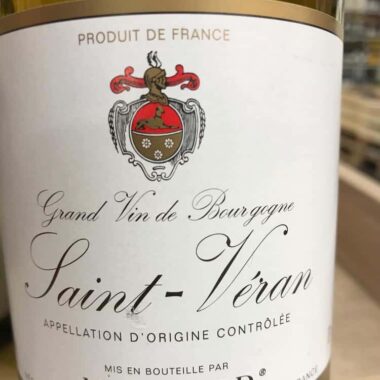 PRODUIT DE FRANCE
Grand Vin de Bourgogne
Saint-Véran
APPELLATION D'ORIGINE CONTRÔLÉE
MIS EN BOUTEILLE PAR